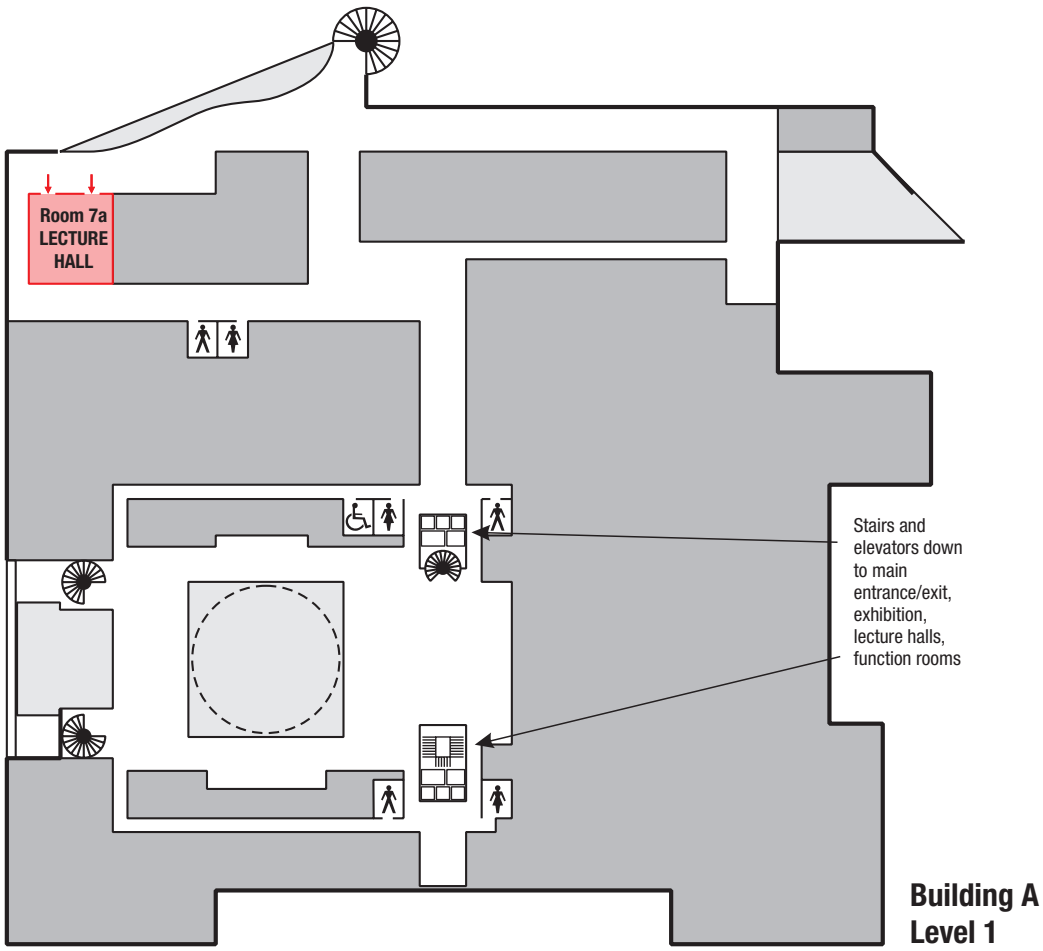 Room 7a
LECTURE
HALL
Stairs and
elevators down
to main
entrance/exit,
exhibition,
lecture halls,
function rooms
Building A
Level 1